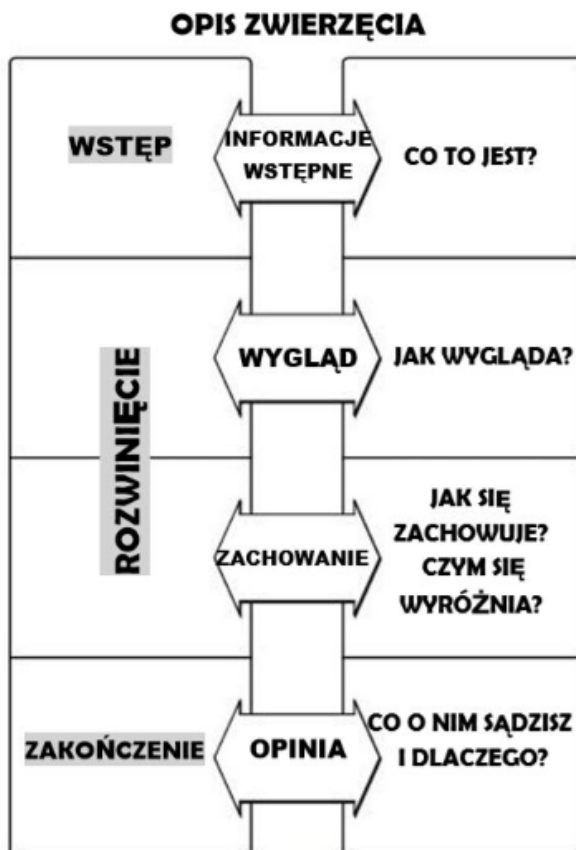 OPIS ZWIERZĘCIA
WSTĘP
INFORMACJE
WSTĘPNE
CO TO JEST?
ROZWINIĘCIE
WYGLĄD
JAK WYGLĄDA?
ZACHOWANIE
JAK SIĘ
ZACHOWUJE?
CZYM SIĘ
WYRÓŻNIA?
ZAKOŃCZENIE
OPINIA
CO O NIM SĄDZISZ
I DLACZEGO?